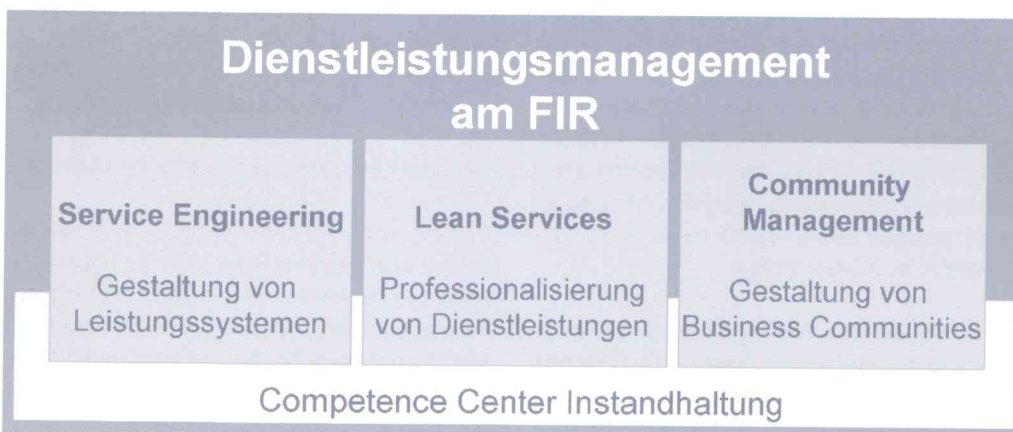 Dienstleistungsmanagement
am FIR
Service Engineering
Gestaltung von
Leistungssystemen
Lean Services
Professionalisierung
von Dienstleistungen
Community
Management
Gestaltung von
Business Communities
Competence Center Instandhaltung